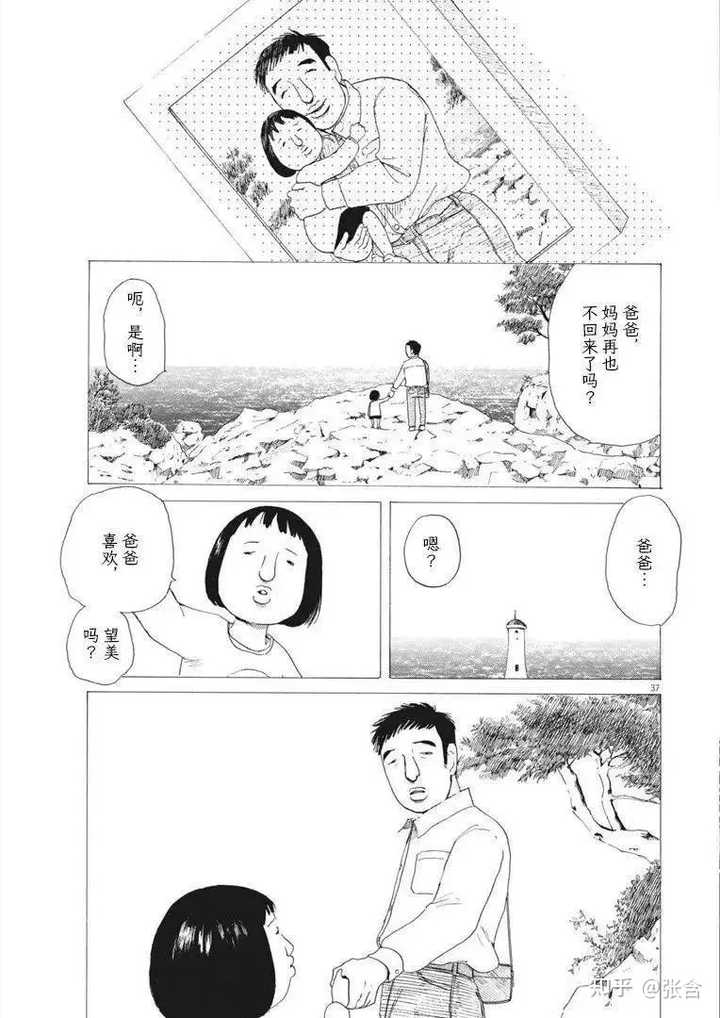 爸爸，
妈妈再也
不回来了吗？
呃，
是啊…
爸爸…
嗯？
爸爸
喜欢，
望美
吗？
37
知乎 @张含